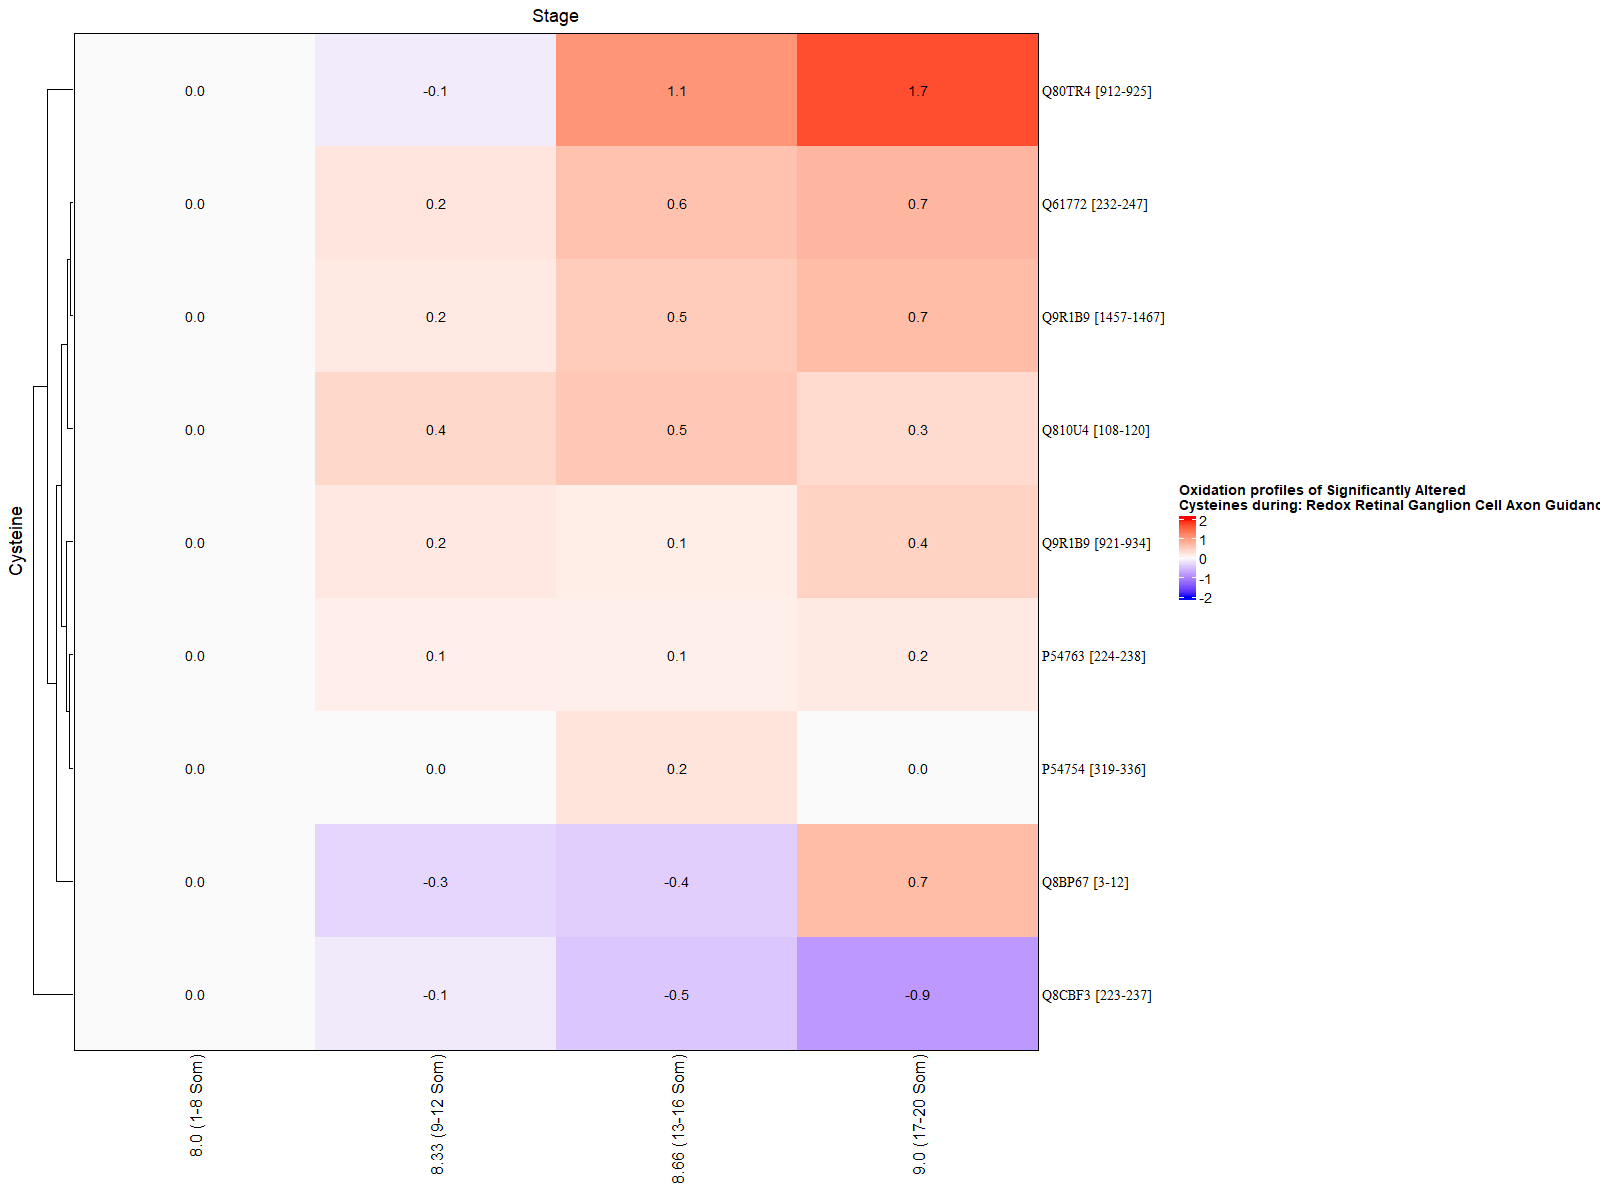 Stage
0.0 -0.1 1.1 1.7 Q80TR4 [912-925]
0.0 0.2 0.6 0.7 Q61772 [232-247]
0.0 0.2 0.5 0.7 Q9R1B9 [1457-1467]
0.0 0.4 0.5 0.3 Q810U4 [108-120]
0.0 0.2 0.1 0.4 Q9R1B9 [921-934]
0.0 0.1 0.1 0.2 P54763 [224-238]
0.0 0.0 0.2 0.0 P54754 [319-336]
0.0 -0.3 -0.4 0.7 Q8BP67 [3-12]
0.0 -0.1 -0.5 -0.9 Q8CBF3 [223-237]
Cysteine
8.0 (1-8 Som)
8.33 (9-12 Som)
8.66 (13-16 Som)
9.0 (17-20 Som)
Oxidation profiles of Significantly Altered
Cysteines during: Redox Retinal Ganglion Cell Axon Guidanc
2
1
0
-1
-2